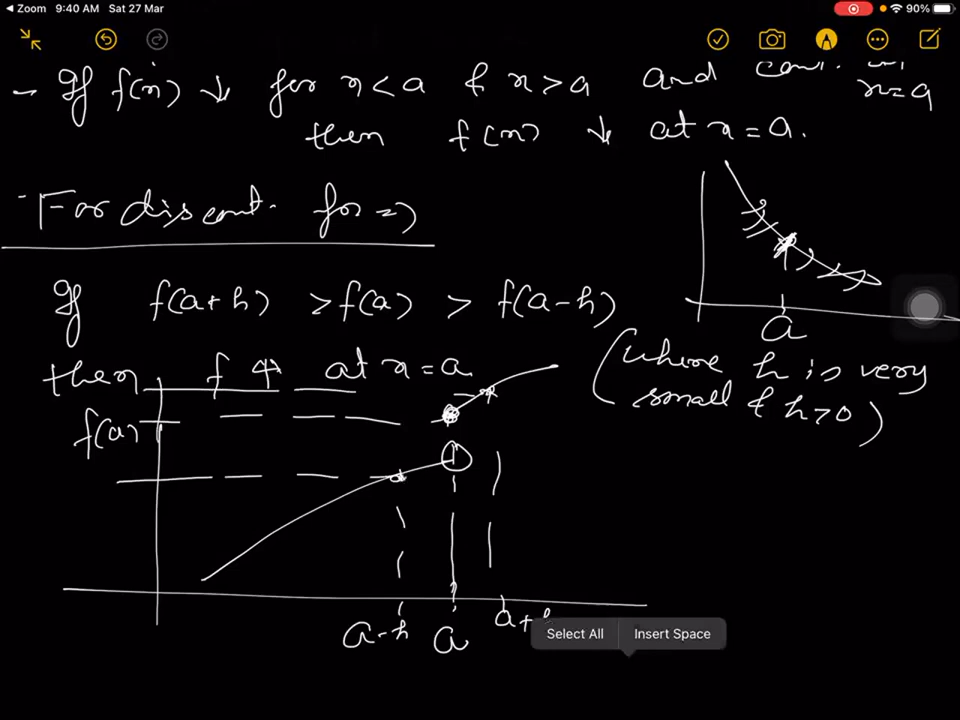 Zoom 9:40 AM Sat 27 Mar 90%
- If f(x) ↓ for x < a & x > a and cont. x = a
then f(x) ↓ at x = a.
For discont. fn ⇒
If f(a+h) > f(a) > f(a-h)
then f ↑ at x = a
(where h is very
small & h > 0)
a
f(a)
a-h a a+h
Select All Insert Space